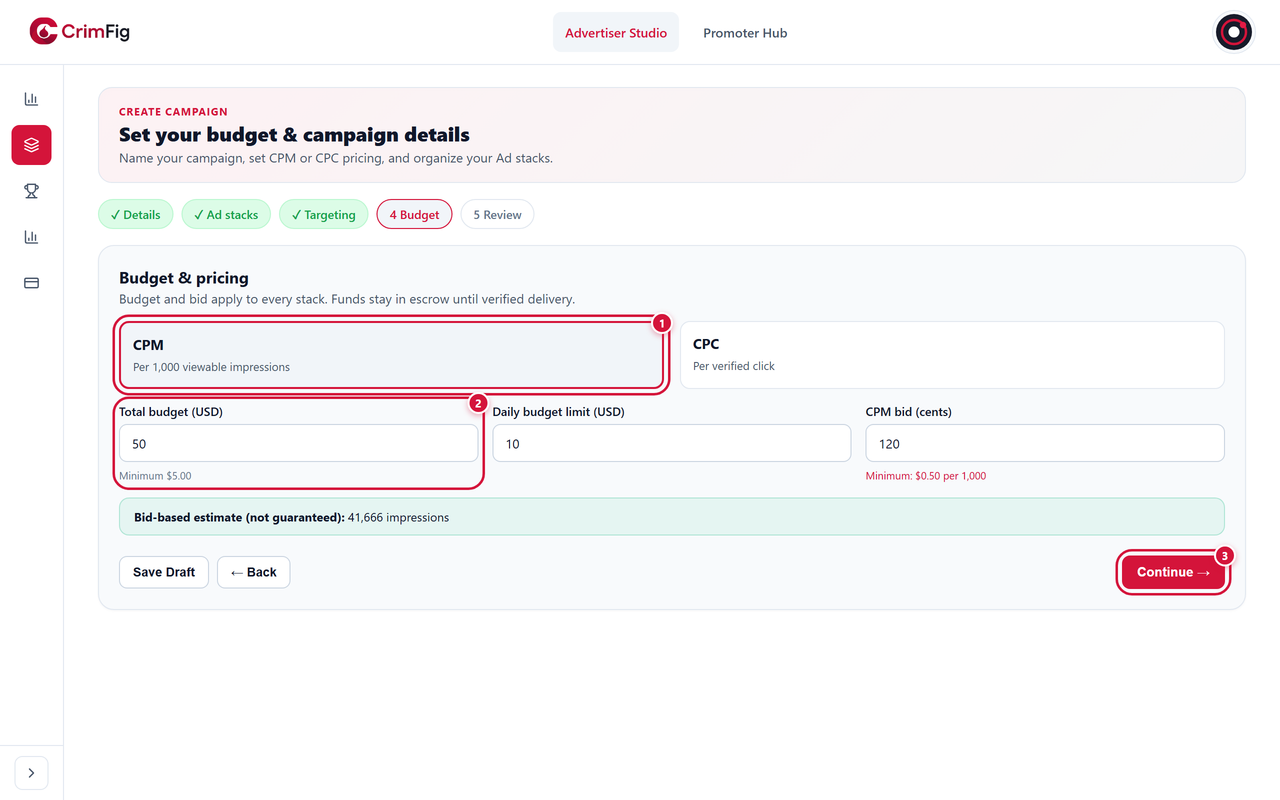 CrimFig
Advertiser Studio
Promoter Hub
CREATE CAMPAIGN
Set your budget & campaign details
Name your campaign, set CPM or CPC pricing, and organize your Ad stacks.
✓ Details
✓ Ad stacks
✓ Targeting
4 Budget
5 Review
Budget & pricing
Budget and bid apply to every stack. Funds stay in escrow until verified delivery.
1
CPM
Per 1,000 viewable impressions
CPC
Per verified click
2
Total budget (USD)
50
Minimum $5.00
Daily budget limit (USD)
10
CPM bid (cents)
120
Minimum: $0.50 per 1,000
Bid-based estimate (not guaranteed): 41,666 impressions
Save Draft
← Back
3
Continue →